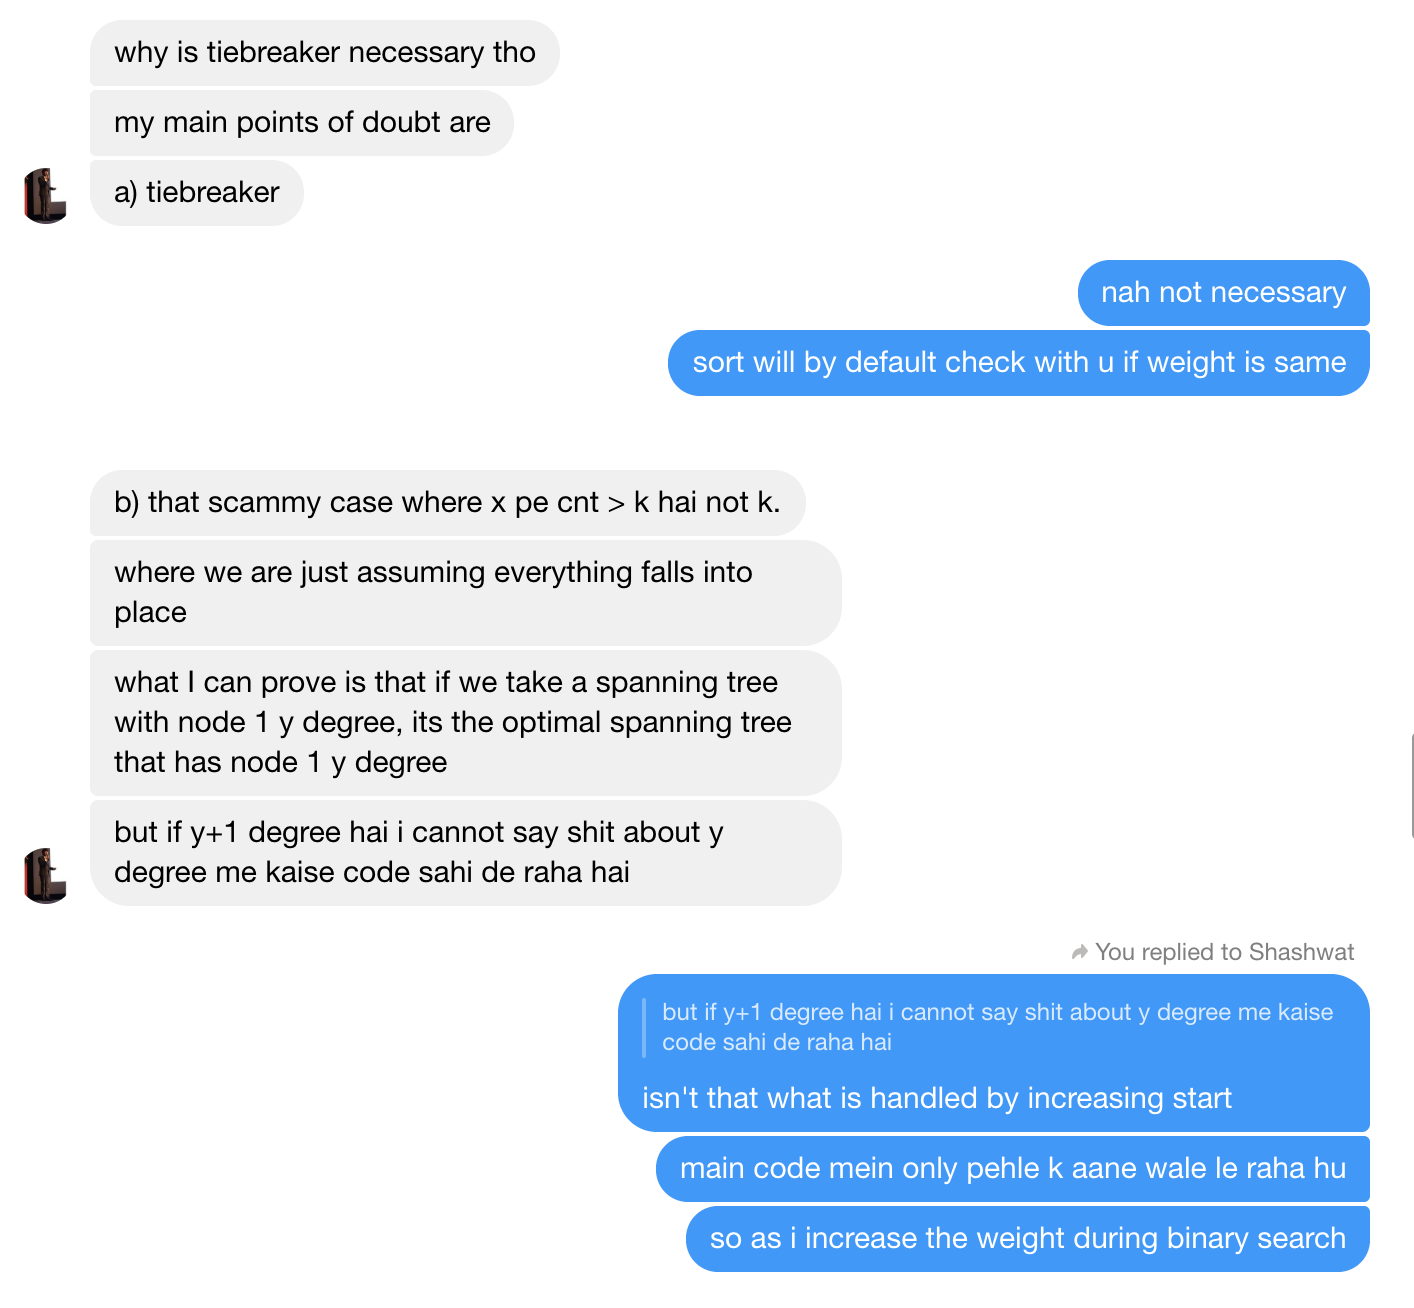 why is tiebreaker necessary tho
my main points of doubt are
a) tiebreaker
nah not necessary
sort will by default check with u if weight is same
b) that scammy case where x pe cnt > k hai not k.
where we are just assuming everything falls into
place
what I can prove is that if we take a spanning tree
with node 1 y degree, its the optimal spanning tree
that has node 1 y degree
but if y+1 degree hai i cannot say shit about y
degree me kaise code sahi de raha hai
You replied to Shashwat
but if y+1 degree hai i cannot say shit about y degree me kaise
code sahi de raha hai
isn't that what is handled by increasing start
main code mein only pehle k aane wale le raha hu
so as i increase the weight during binary search